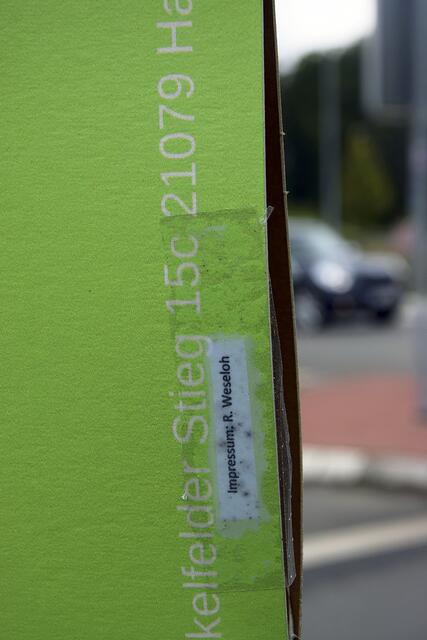 kelfelder Stieg 15c 21079 Ha
Impressum: R. Weseloh